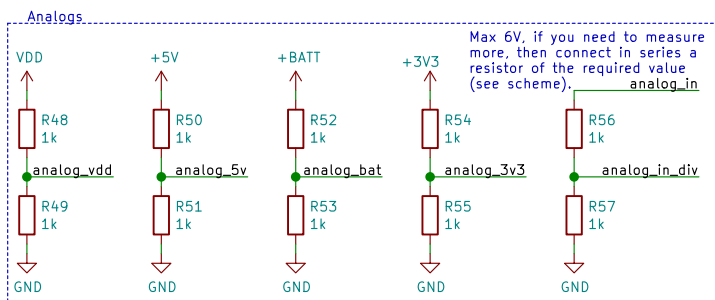 Analogs
Max 6V, if you need to measure
more, then connect in series a
resistor of the required value
(see scheme).
VDD
+5V
+BATT
+3V3
analog_in
R48
1k
R50
1k
R52
1k
R54
1k
R56
1k
analog_vdd
analog_5v
analog_bat
analog_3v3
analog_in_div
R49
1k
R51
1k
R53
1k
R55
1k
R57
1k
GND
GND
GND
GND
GND